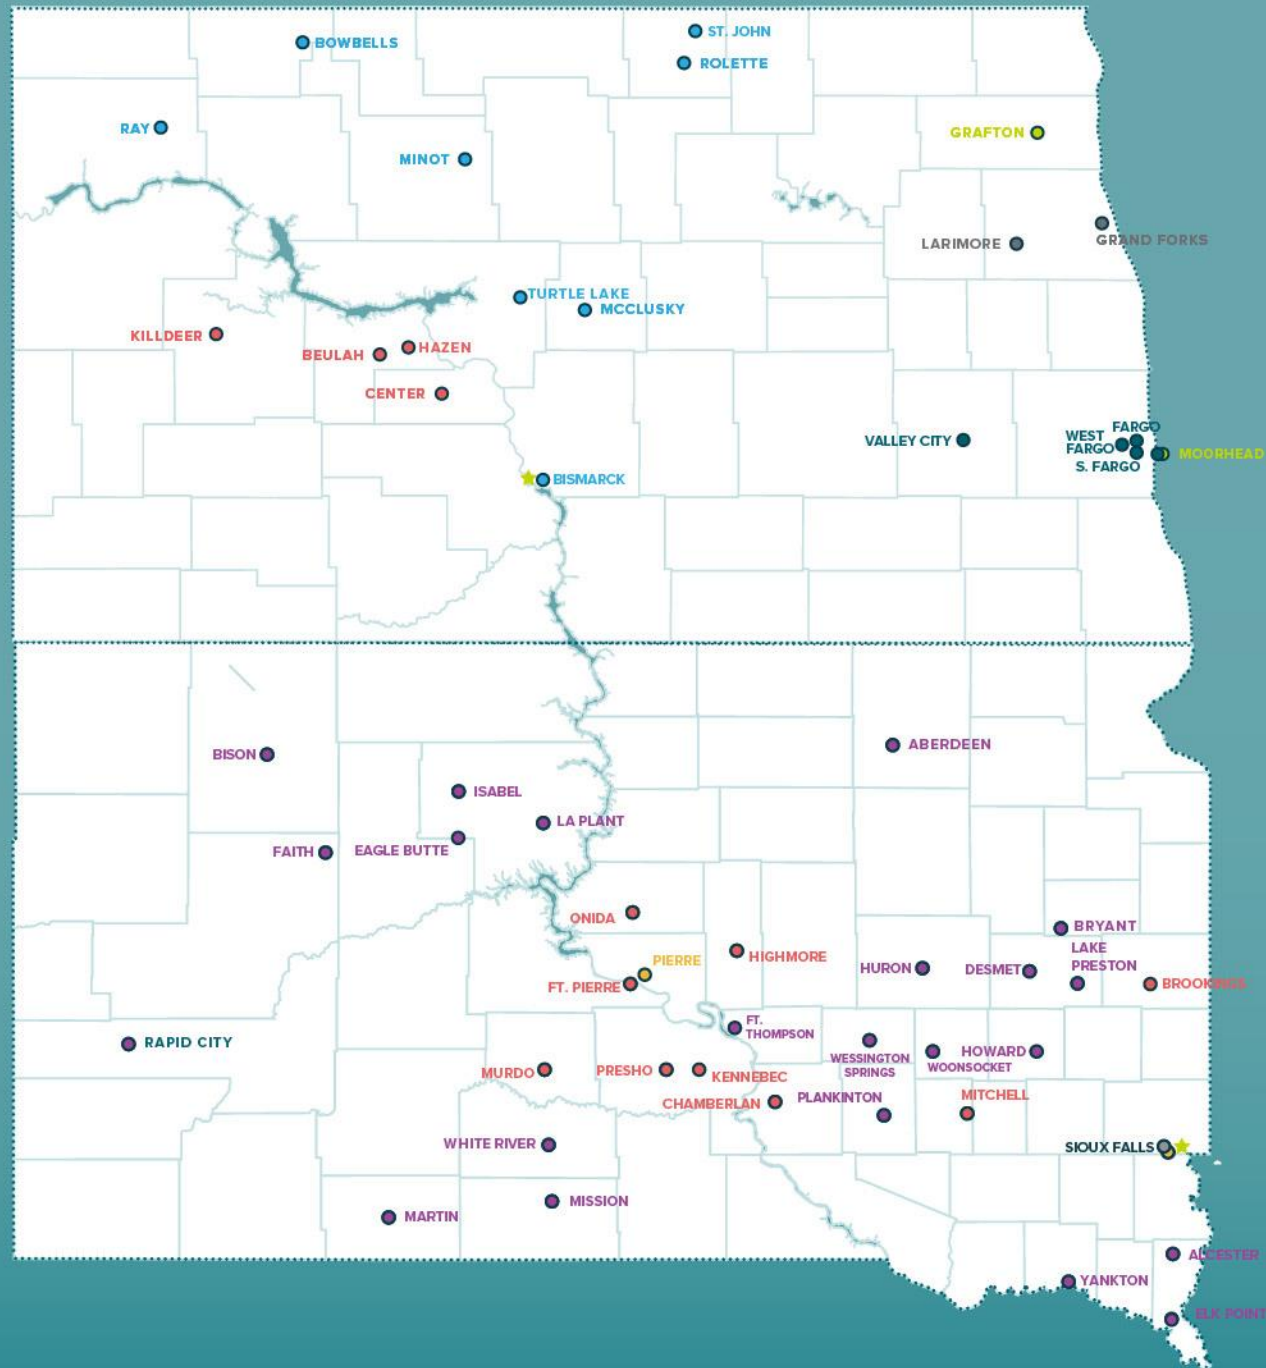 ST. JOHN
BOWBELLS
ROLETTE
RAY
GRAFTON
MINOT
LARIMORE
GRAND FORKS
TURTLE LAKE
MCCLUSKY
KILLDEER
BEULAH
HAZEN
CENTER
VALLEY CITY
FARGO
WEST
FARGO
S. FARGO
MOORHEAD
BISMARCK
BISON
ABERDEEN
ISABEL
LA PLANT
FAITH
EAGLE BUTTE
ONIDA
BRYANT
HIGHMORE
LAKE
PRESTON
PIERRE
HURON
DESMET
FT. PIERRE
BROOKINGS
FT.
THOMPSON
RAPID CITY
WESSINGTON
SPRINGS
HOWARD
WOONSOCKET
MURDO
PRESHO
KENNEBEC
CHAMBERLAN
PLANKINTON
MITCHELL
WHITE RIVER
SIOUX FALLS
MISSION
MARTIN
ALCESTER
YANKTON
ELK POINT